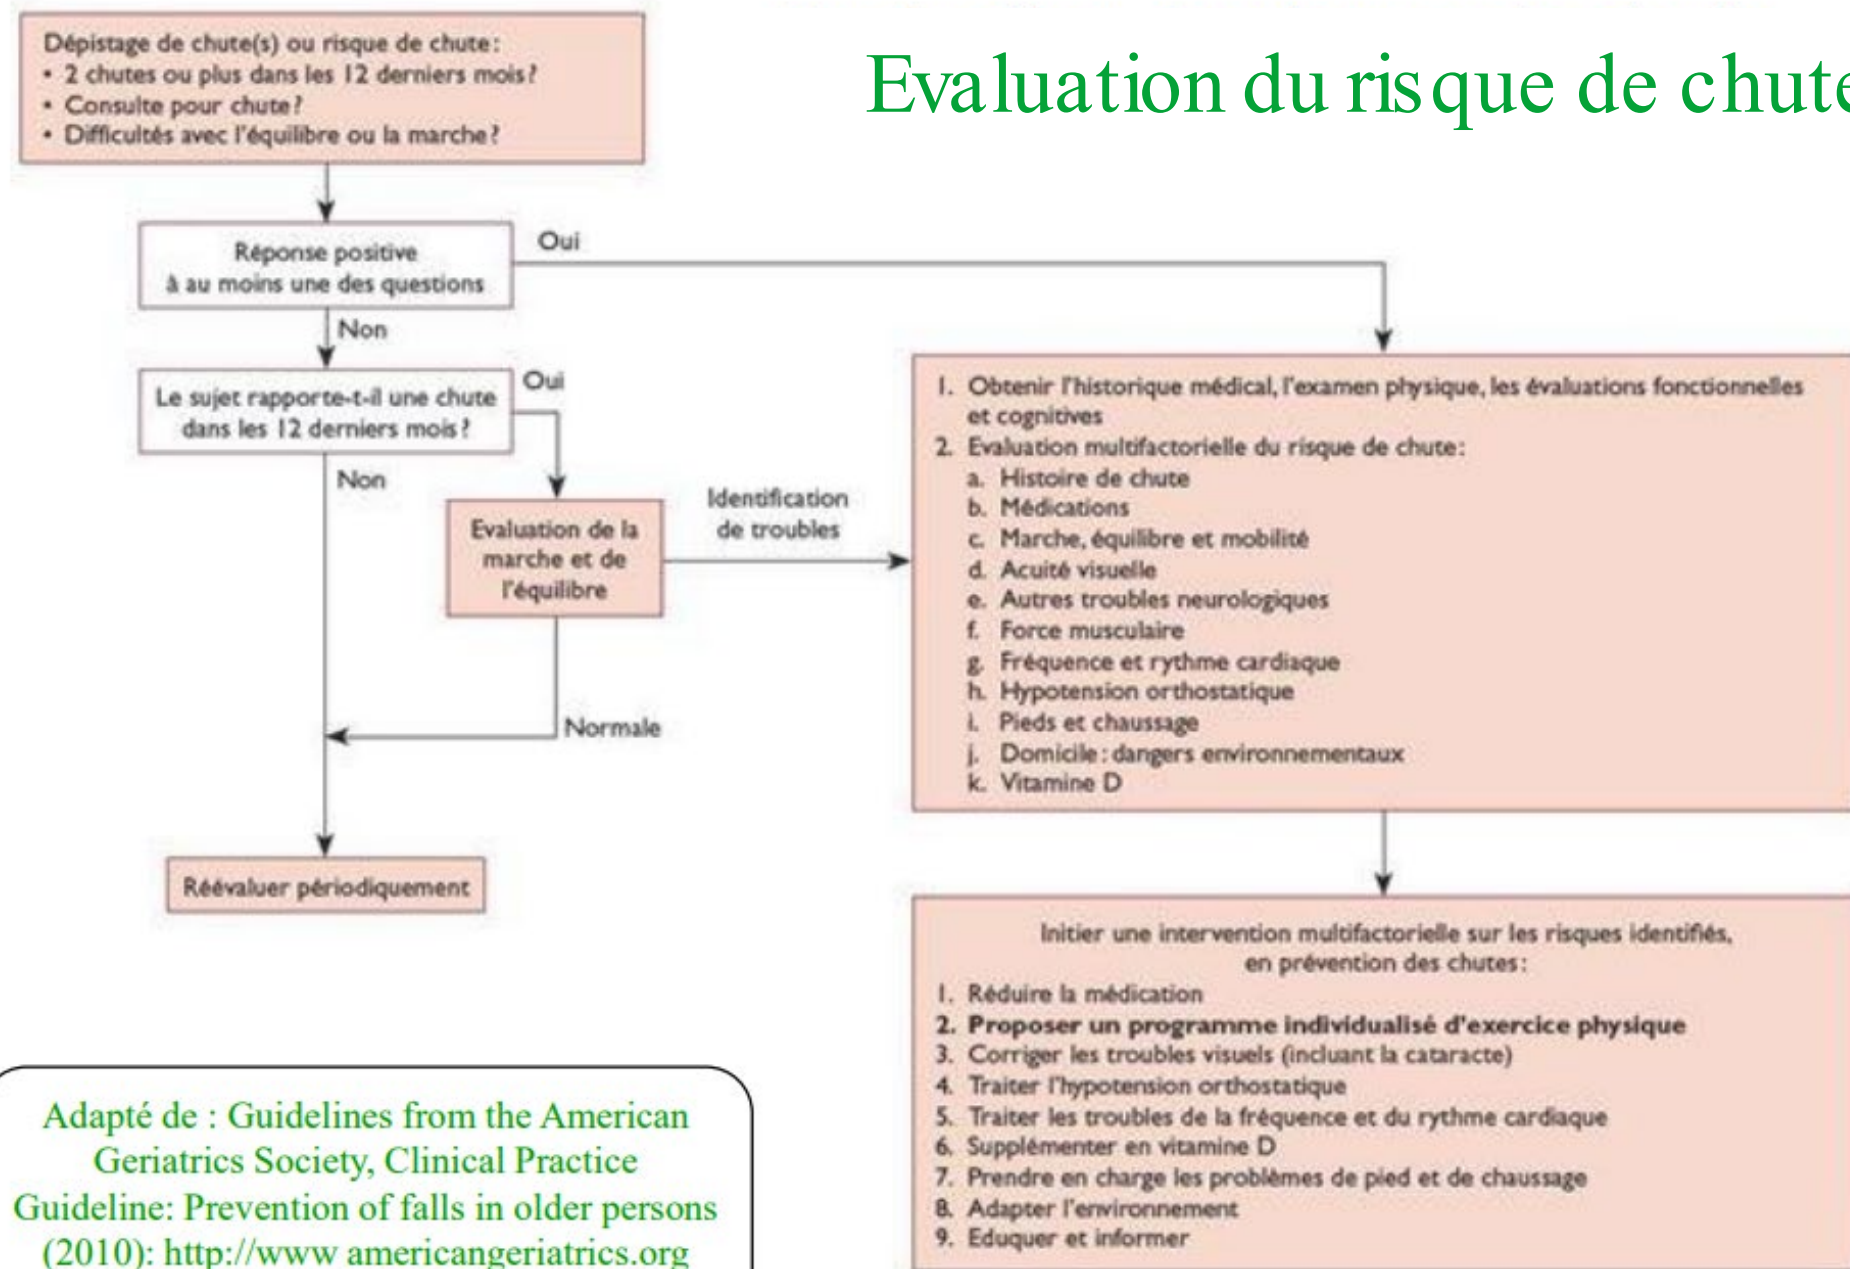 Evaluation du risque de chute
Dépistage de chute(s) ou risque de chute:
• 2 chutes ou plus dans les 12 derniers mois?
• Consulte pour chute?
• Difficultés avec l'équilibre ou la marche?
Réponse positive
à au moins une des questions
Oui
Non
Le sujet rapporte-t-il une chute
dans les 12 derniers mois?
Oui
Non
Evaluation de la
marche et de
l'équilibre
Identification
de troubles
Normale
Réévaluer périodiquement
1. Obtenir l'historique médical, l'examen physique, les évaluations fonctionnelles
et cognitives
2. Evaluation multifactorielle du risque de chute:
a. Histoire de chute
b. Médications
c. Marche, équilibre et mobilité
d. Acuité visuelle
e. Autres troubles neurologiques
f. Force musculaire
g. Fréquence et rythme cardiaque
h. Hypotension orthostatique
i. Pieds et chaussage
j. Domicile: dangers environnementaux
k. Vitamine D
Initier une intervention multifactorielle sur les risques identifiés,
en prévention des chutes:
1. Réduire la médication
2. Proposer un programme individualisé d'exercice physique
3. Corriger les troubles visuels (incluant la cataracte)
4. Traiter l'hypotension orthostatique
5. Traiter les troubles de la fréquence et du rythme cardiaque
6. Supplémenter en vitamine D
7. Prendre en charge les problèmes de pied et de chaussage
8. Adapter l'environnement
9. Eduquer et informer
Adapté de : Guidelines from the American
Geriatrics Society, Clinical Practice
Guideline: Prevention of falls in older persons
(2010): http://www americangeriatrics.org